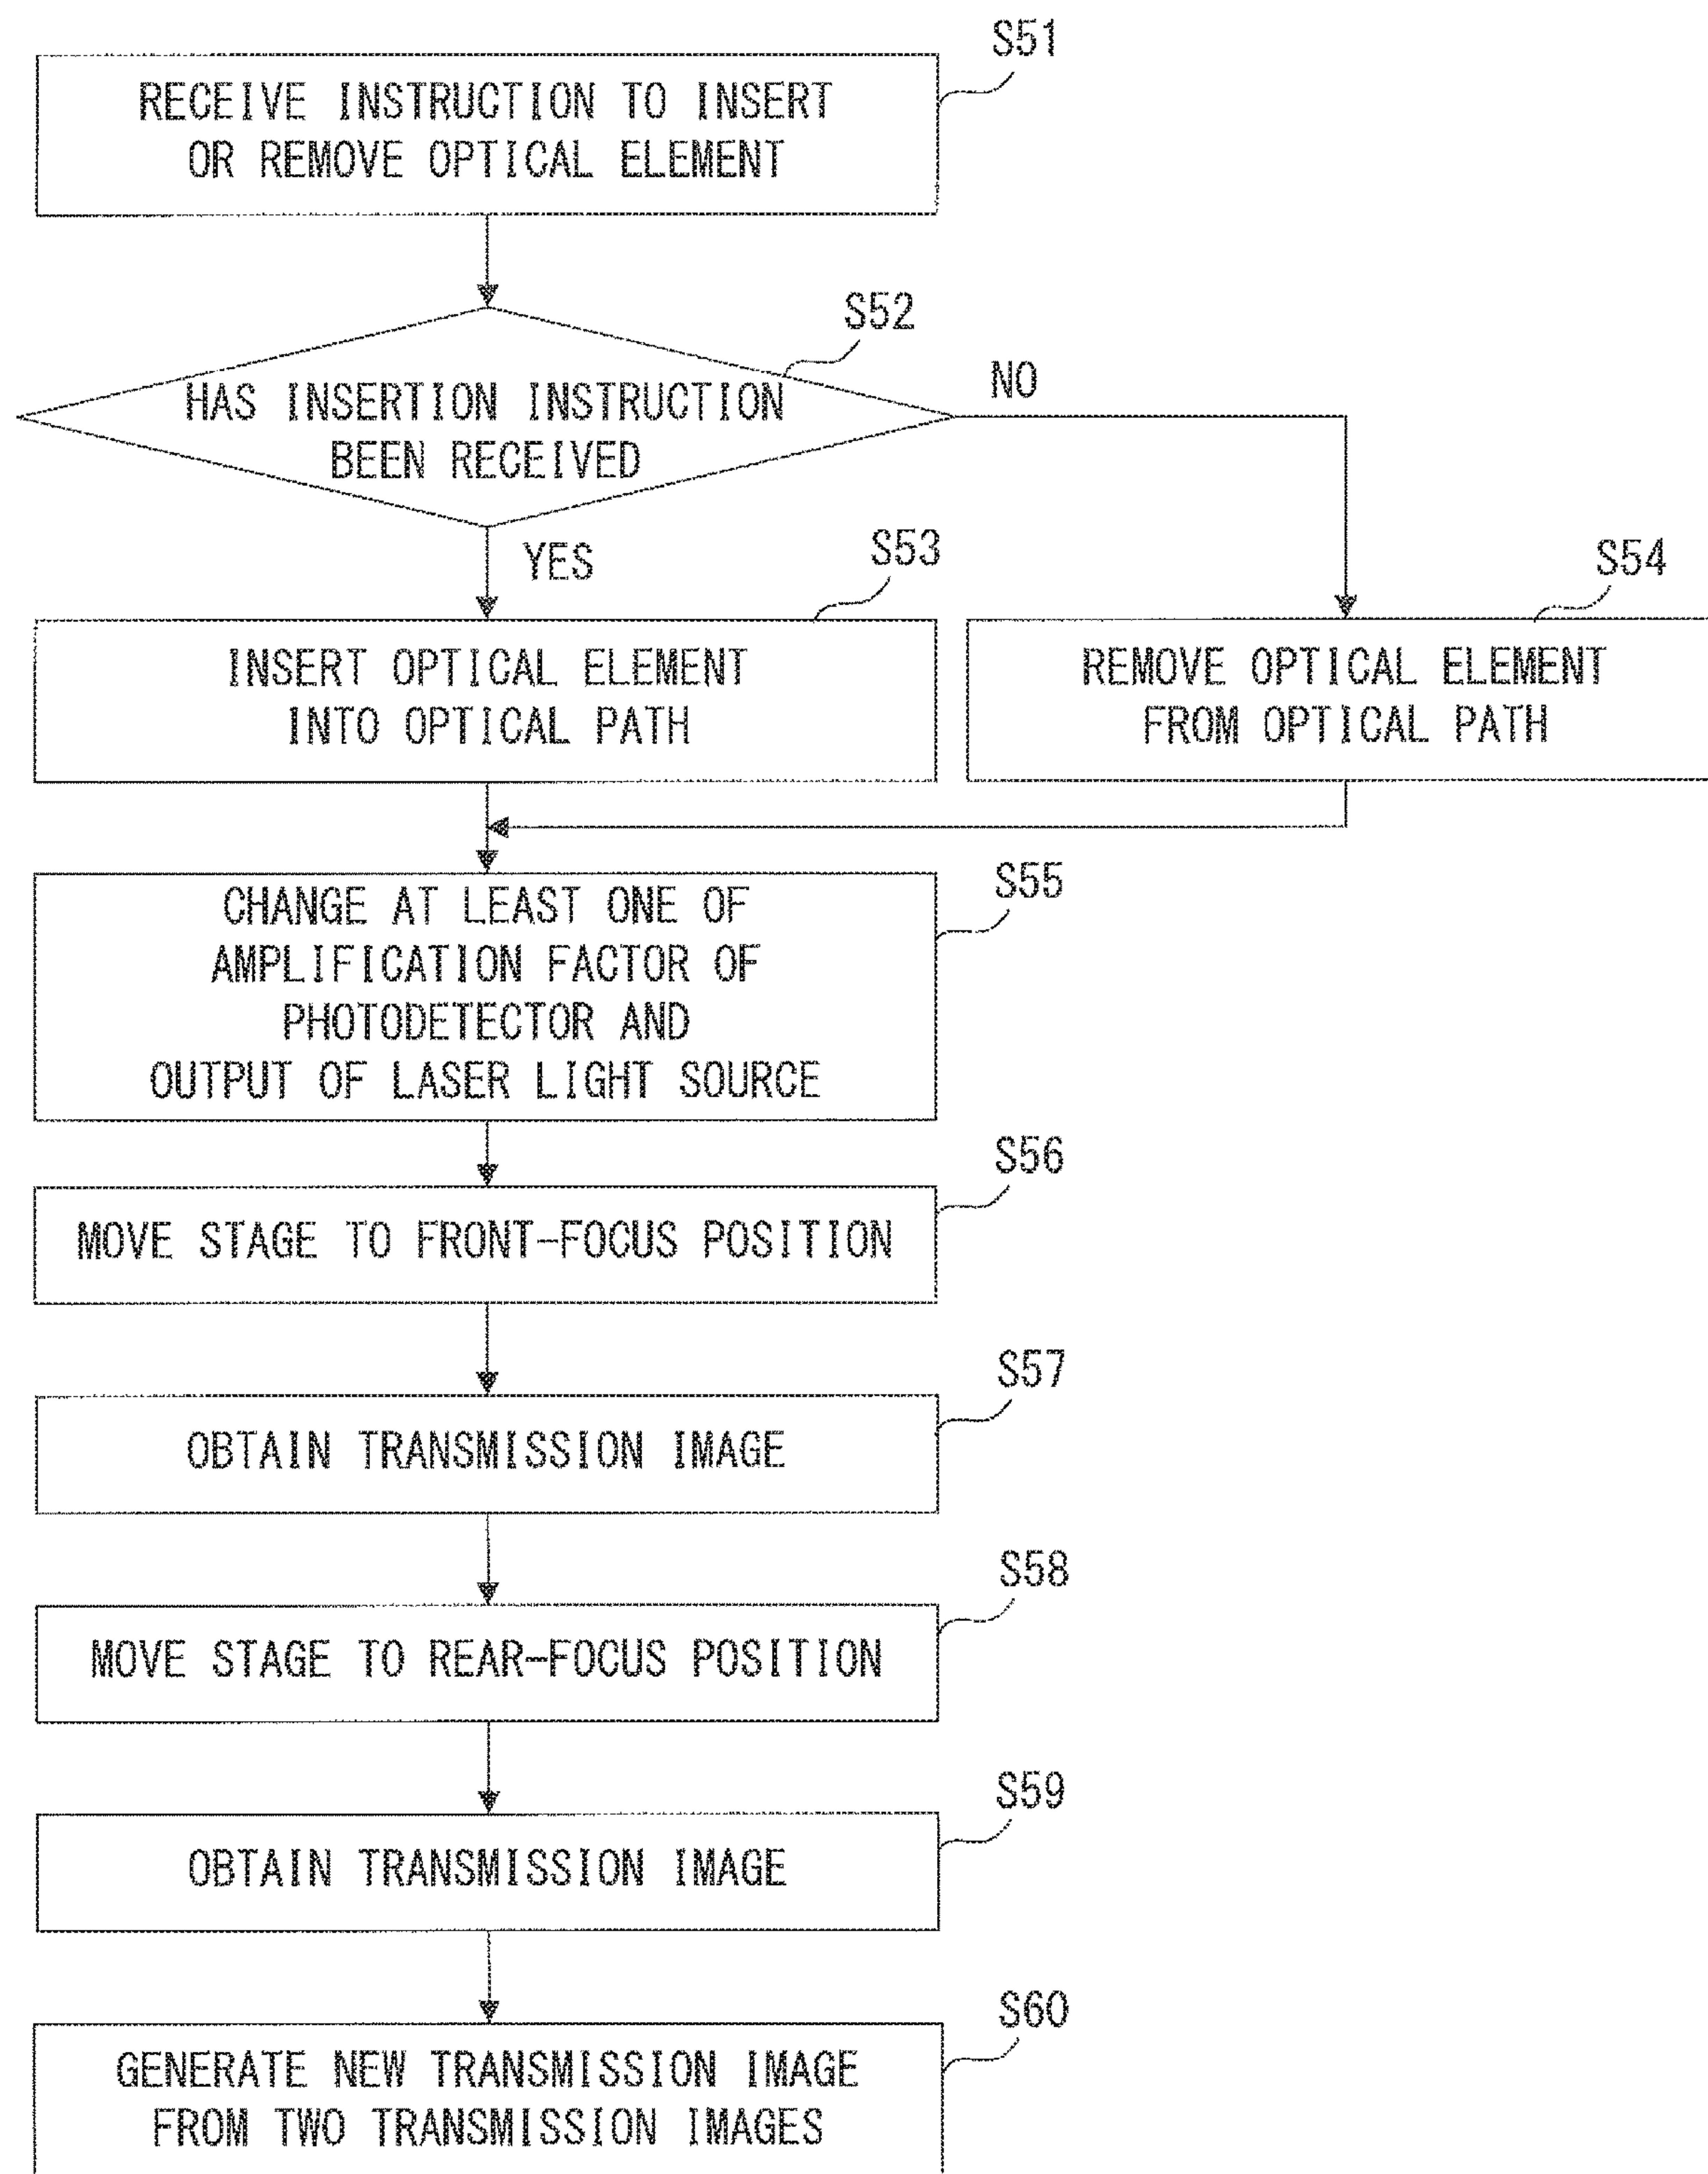 S51
RECEIVE INSTRUCTION TO INSERT
OR REMOVE OPTICAL ELEMENT
S52
HAS INSERTION INSTRUCTION
BEEN RECEIVED
NO
YES
S53
INSERT OPTICAL ELEMENT
INTO OPTICAL PATH
S54
REMOVE OPTICAL ELEMENT
FROM OPTICAL PATH
S55
CHANGE AT LEAST ONE OF
AMPLIFICATION FACTOR OF
PHOTODETECTOR AND
OUTPUT OF LASER LIGHT SOURCE
S56
MOVE STAGE TO FRONT-FOCUS POSITION
S57
OBTAIN TRANSMISSION IMAGE
S58
MOVE STAGE TO REAR-FOCUS POSITION
S59
OBTAIN TRANSMISSION IMAGE
S60
GENERATE NEW TRANSMISSION IMAGE
FROM TWO TRANSMISSION IMAGES